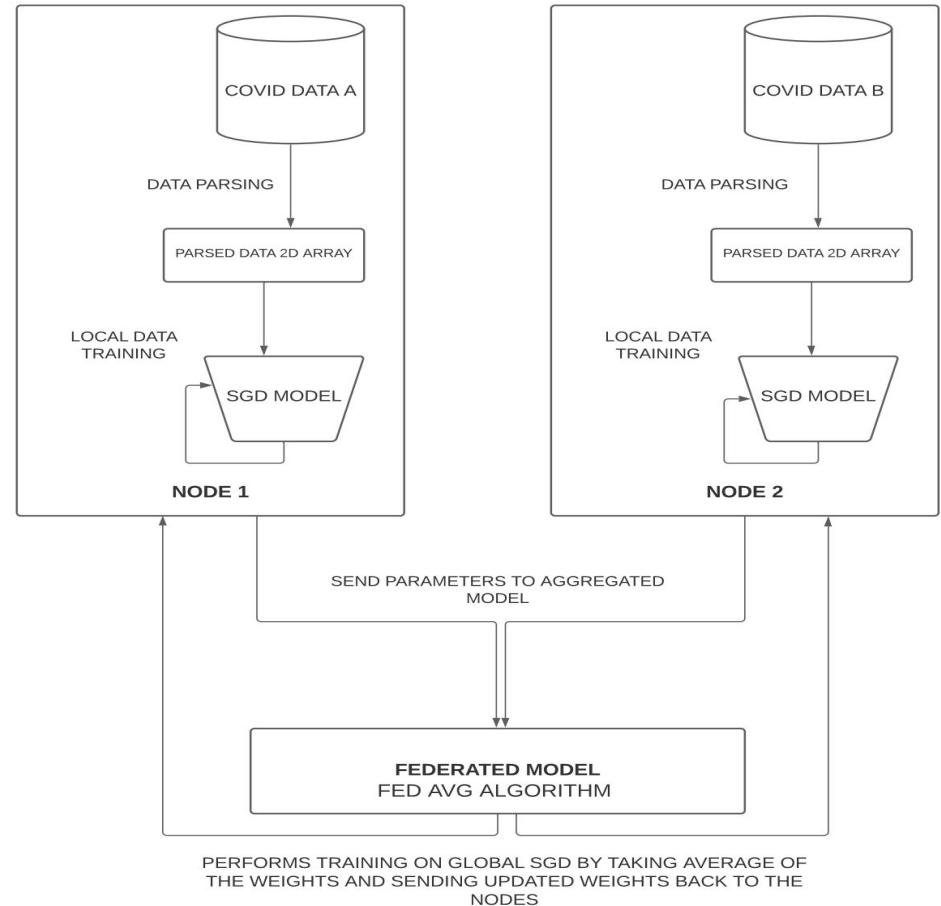 COVID DATA A
DATA PARSING
PARSED DATA 2D ARRAY
LOCAL DATA
TRAINING
SGD MODEL
NODE 1
COVID DATA B
DATA PARSING
PARSED DATA 2D ARRAY
LOCAL DATA
TRAINING
SGD MODEL
NODE 2
SEND PARAMETERS TO AGGREGATED
MODEL
FEDERATED MODEL
FED AVG ALGORITHM
PERFORMS TRAINING ON GLOBAL SGD BY TAKING AVERAGE OF
THE WEIGHTS AND SENDING UPDATED WEIGHTS BACK TO THE
NODES